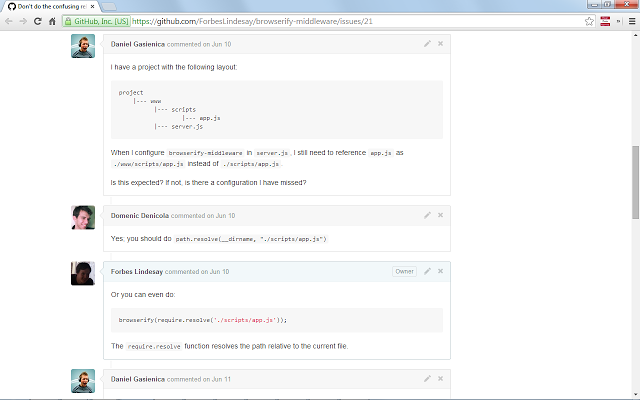 Don't do the confusing rel
GitHub, Inc. [US]
https://github.com/ForbesLindesay/browserify-middleware/issues/21
Daniel Gasienica commented on Jun 10
I have a project with the following layout:
project
|--- www
|--- scripts
|--- app.js
|--- server.js
When I configure browserify-middleware in server.js, I still need to reference app.js as
./www/scripts/app.js instead of ./scripts/app.js.
Is this expected? If not, is there a configuration I have missed?
Domenic Denicola commented on Jun 10
Yes; you should do path.resolve(__dirname, "./scripts/app.js")
Forbes Lindesay commented on Jun 10
Owner
Or you can even do:
browserify(require.resolve('./scripts/app.js'));
The require.resolve function resolves the path relative to the current file.
Daniel Gasienica commented on Jun 11